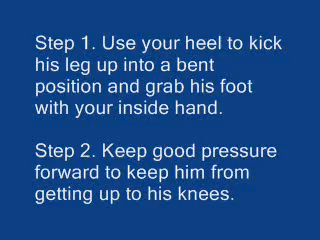 Step 1. Use your heel to kick
his leg up into a bent
position and grab his foot
with your inside hand.
Step 2. Keep good pressure
forward to keep him from
getting up to his knees.